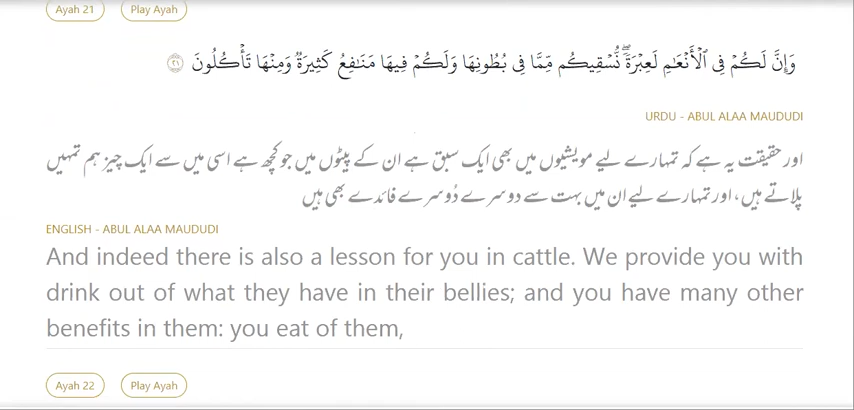 Ayah 21 Play Ayah
وَإِنَّ لَكُمْ فِى ٱلْأَنْعَـٰمِ لَعِبْرَةًۭ ۖ نُّسْقِيكُم مِّمَّا فِى بُطُونِهَا وَلَكُمْ فِيهَا مَنَـٰفِعُ كَثِيرَةٌۭ وَمِنْهَا تَأْكُلُونَ ٢١
URDU - ABUL ALAA MAUDUDI
اور حقیقت یہ ہے کہ تمہارے لیے مویشیوں میں بھی ایک سبق ہے ان کے پیٹوں میں جو کچھ ہے اسی میں سے ایک چیز ہم تمہیں
پلاتے ہیں، اور تمہارے لیے ان میں بہت سے دوسرے دُوسرے فائدے بھی ہیں
ENGLISH - ABUL ALAA MAUDUDI
And indeed there is also a lesson for you in cattle. We provide you with
drink out of what they have in their bellies; and you have many other
benefits in them: you eat of them,
Ayah 22 Play Ayah